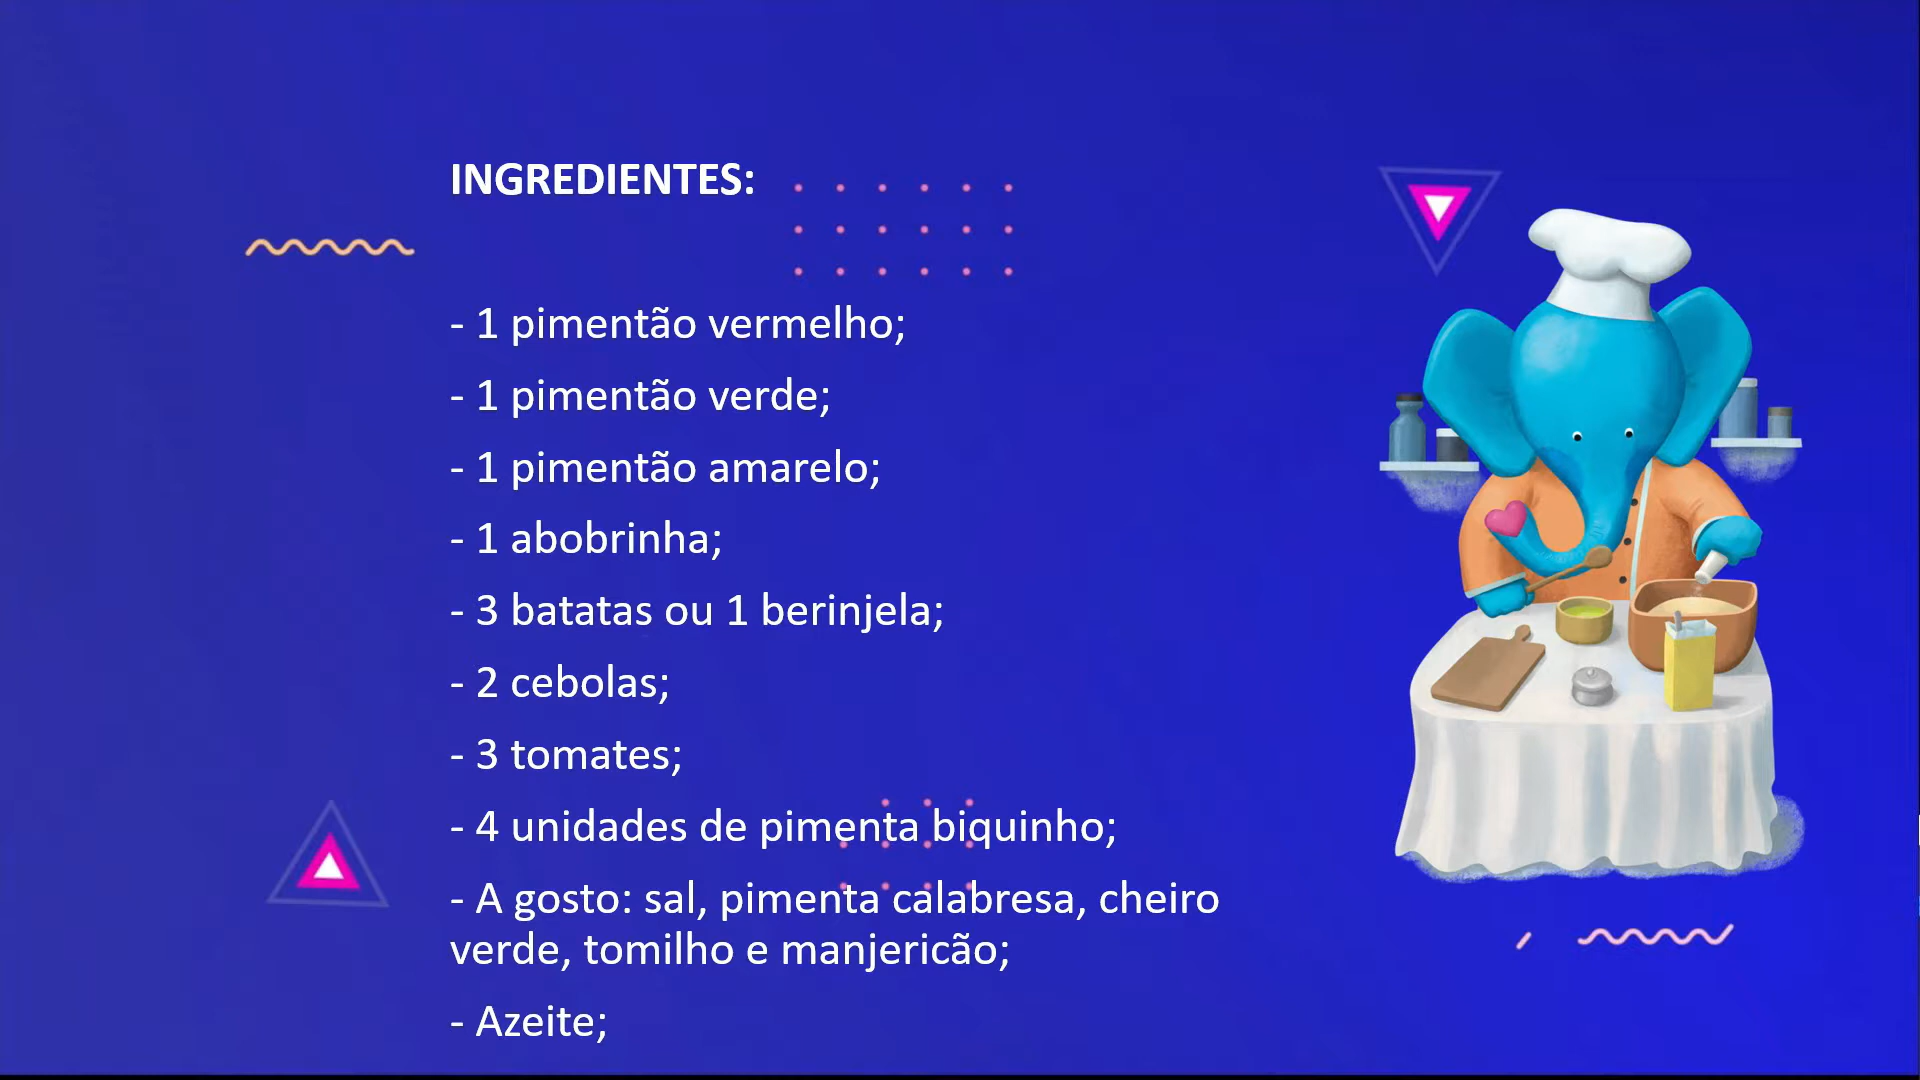 INGREDIENTES:
- 1 pimentão vermelho;
- 1 pimentão verde;
- 1 pimentão amarelo;
- 1 abobrinha;
- 3 batatas ou 1 berinjela;
- 2 cebolas;
- 3 tomates;
- 4 unidades de pimenta biquinho;
- A gosto: sal, pimenta calabresa, cheiro
verde, tomilho e manjericão;
- Azeite;